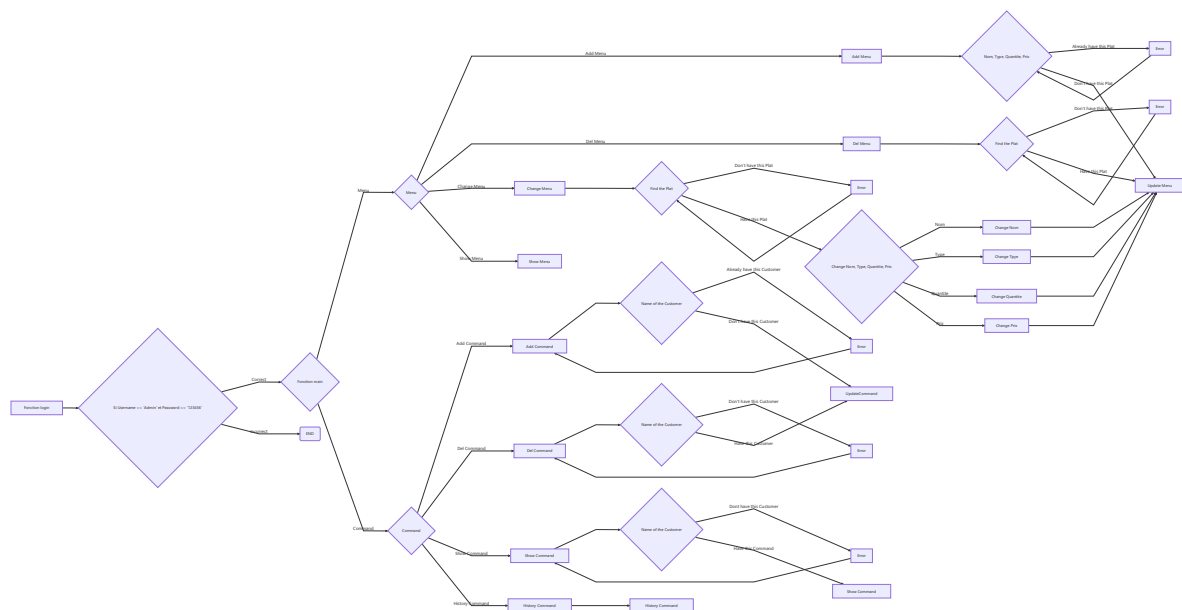 Function login
Si Username == 'Admin' et Password == '123456'
Correct
Incorrect
Function main
END
Menu
Command
Menu
Add Menu
Add Menu
Nom, Type, Quantite, Prix
Already have this Plat
Error
Don't have this Plat
Del Menu
Del Menu
Find the Plat
Don't have this Plat
Error
Have this Plat
Update Menu
Change Menu
Change Menu
Find the Plat
Don't have this Plat
Error
Have this Plat
Change Nom, Type, Quantite, Prix
Nom
Change Nom
Type
Change Type
Quantite
Change Quantite
Prix
Change Prix
Show Menu
Show Menu
Command
Add Command
Add Command
Name of the Customer
Already have this Customer
Error
Don't have this Customer
UpdateCommand
Del Command
Del Command
Name of the Customer
Don't have this Customer
Error
Have this Customer
Show Command
Show Command
Name of the Customer
Dont have this Customer
Error
Have this Command
Show Command
History Command
History Command
History Command